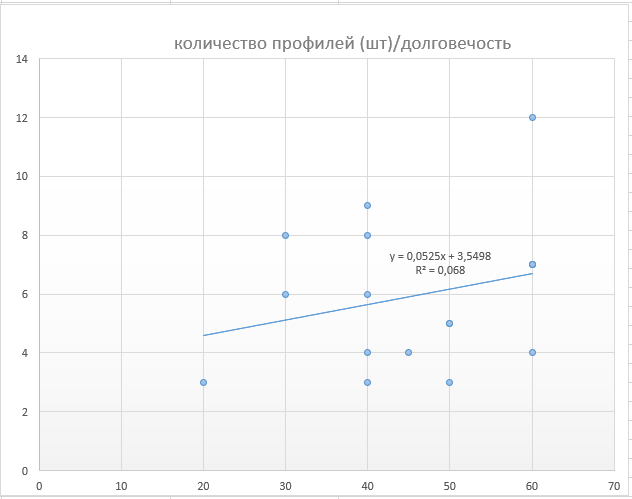 количество профилей (шт)/долговечость
14
12
10
8
6
4
2
0
y = 0,0525x + 3,5498
R² = 0,068
0 10 20 30 40 50 60 70